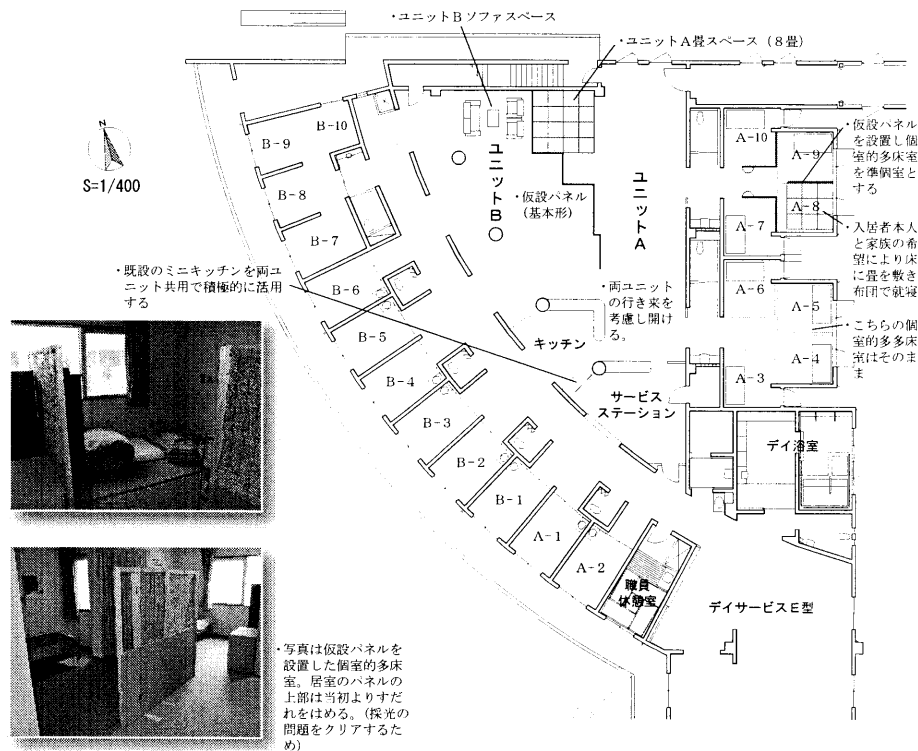 ・ユニットBソファスペース
・ユニットA畳スペース（8畳）
N
S=1/400
B-10
B-9
B-8
B-7
B-6
B-5
B-4
B-3
B-2
B-1
A-1
A-2
ユニットB
ユニットA
・仮設パネル
(基本形)
A-10
A-9
A-8
A-7
A-6
A-5
A-4
A-3
・仮設パネル
を設置し個
室的多床室
を準個室と
する
・入居者本人
と家族の希
望により床
に畳を敷き
布団で就寝
・こちらの個
室的多多床
室はそのま
ま
・既設のミニキッチンを両ユ
ニット共用で積極的に活用
する
・両ユニット
の行き来を
考慮し開け
る。
キッチン
サービス
ステーション
デイ浴室
職員
休憩室
デイサービスE型
・写真は仮設パネルを
設置した個室的多床
室。居室のパネルの
上部は当初よりすだ
れをはめる。(採光の
問題をクリアするた
め)